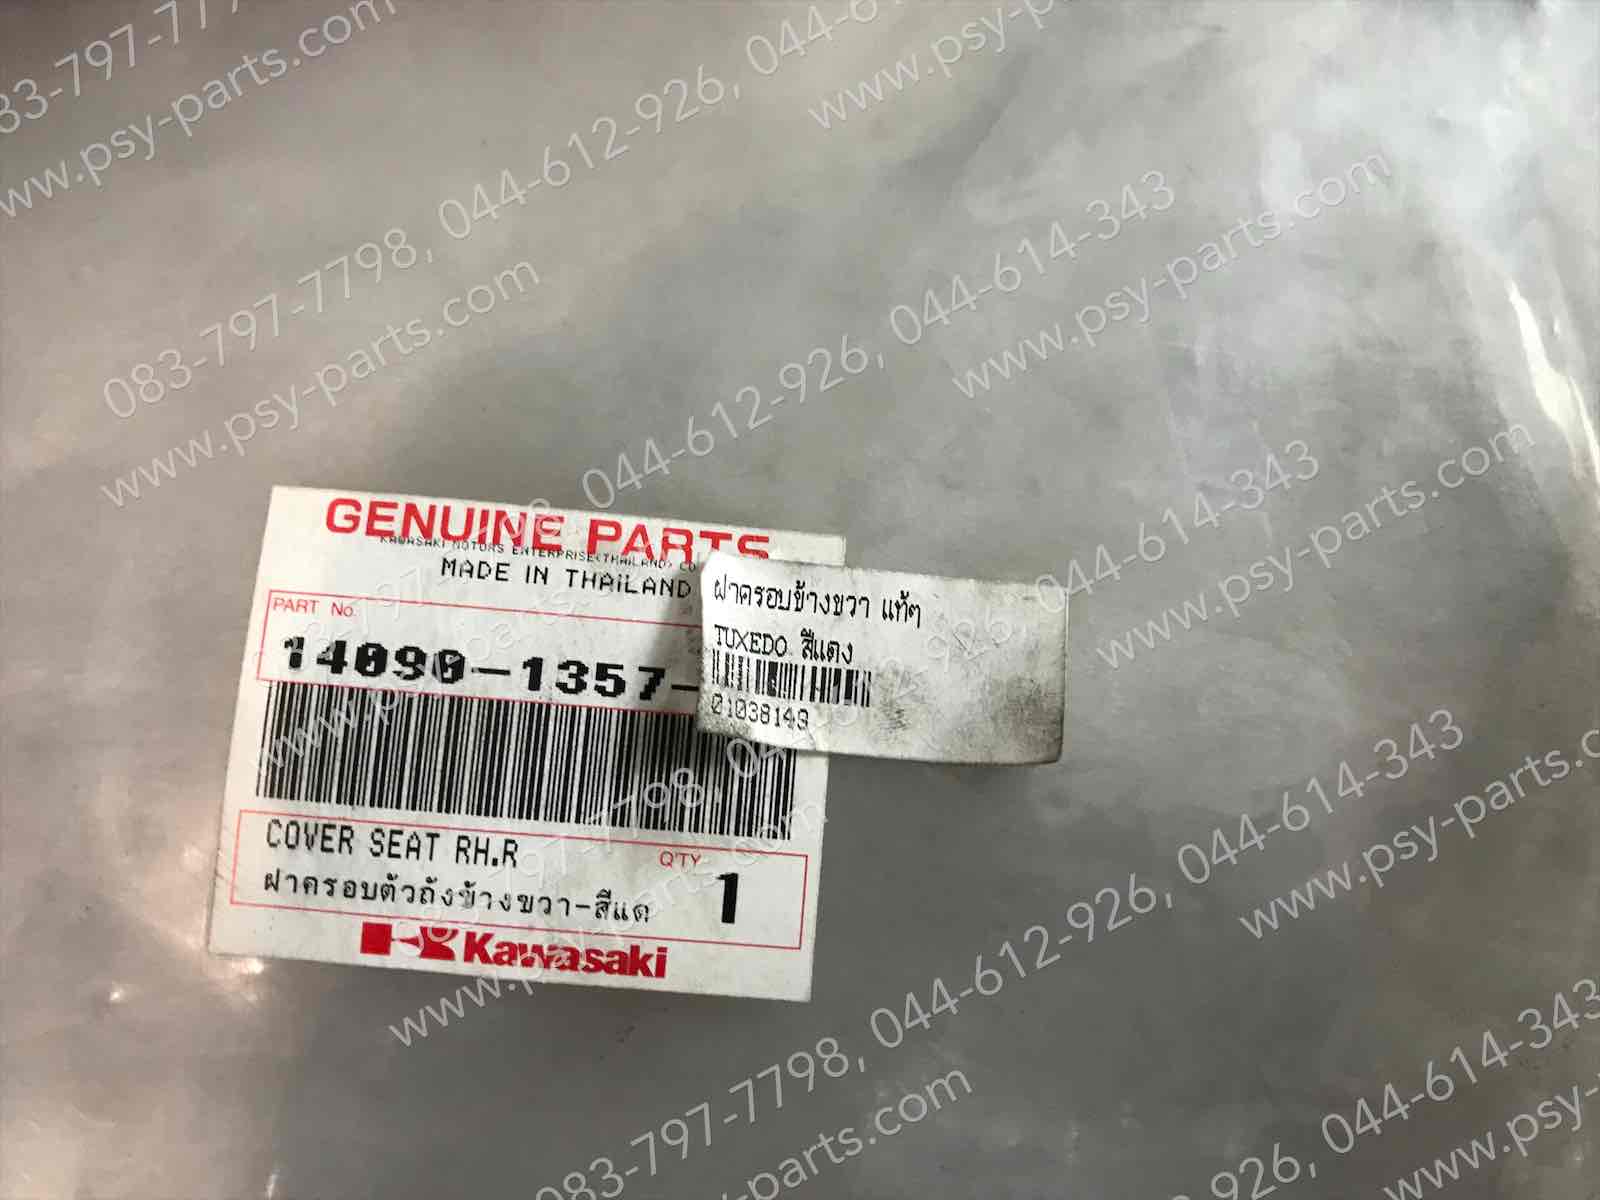 GENUINE PARTS
KAWASAKI MOTORS ENTERPRISE(THAILAND) CO
MADE IN THAILAND
PART No.
14090-1357-
COVER SEAT RH.R
Q'TY
1
ฝาครอบตัวถังข้างขวา-สีแด
Kawasaki
ฝาครอบข้างขวา แท้ๆ
TUXEDO สีแดง
01038149
083-797-7798, 044-612-926, 044-614-343
www.psy-parts.com